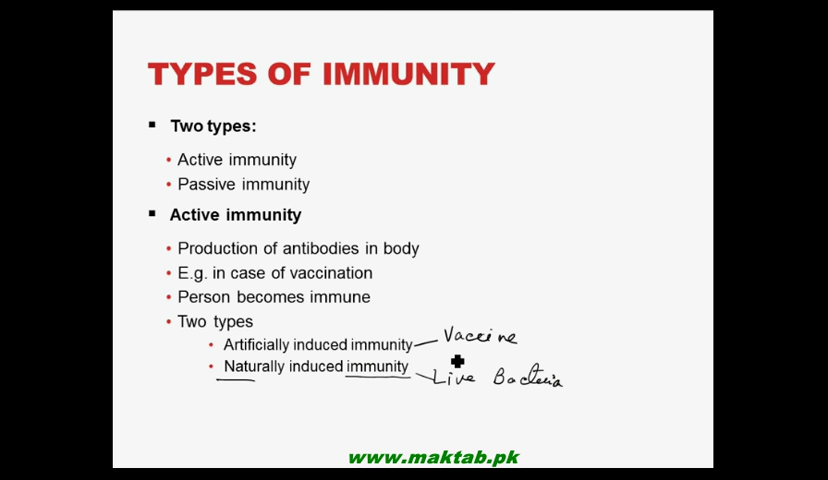 TYPES OF IMMUNITY
Two types:
Active immunity
Passive immunity
Active immunity
Production of antibodies in body
E.g. in case of vaccination
Person becomes immune
Two types
Artificially induced immunity Vaccine
Naturally induced immunity Live Bacteria
www.maktab.pk